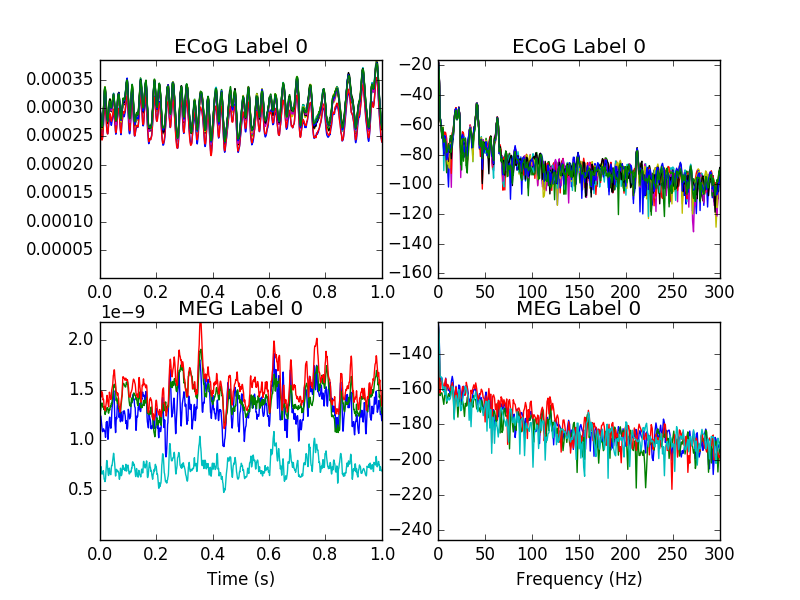 ECoG Label 0
ECoG Label 0
0.00035
0.00030
0.00025
0.00020
0.00015
0.00010
0.00005
0.0 0.2 0.4 0.6 0.8 1.0
−20
−40
−60
−80
−100
−120
−140
−160
0 50 100 150 200 250 300
MEG Label 0
MEG Label 0
1e−9
2.0
1.5
1.0
0.5
0.0 0.2 0.4 0.6 0.8 1.0
Time (s)
−140
−160
−180
−200
−220
−240
0 50 100 150 200 250 300
Frequency (Hz)